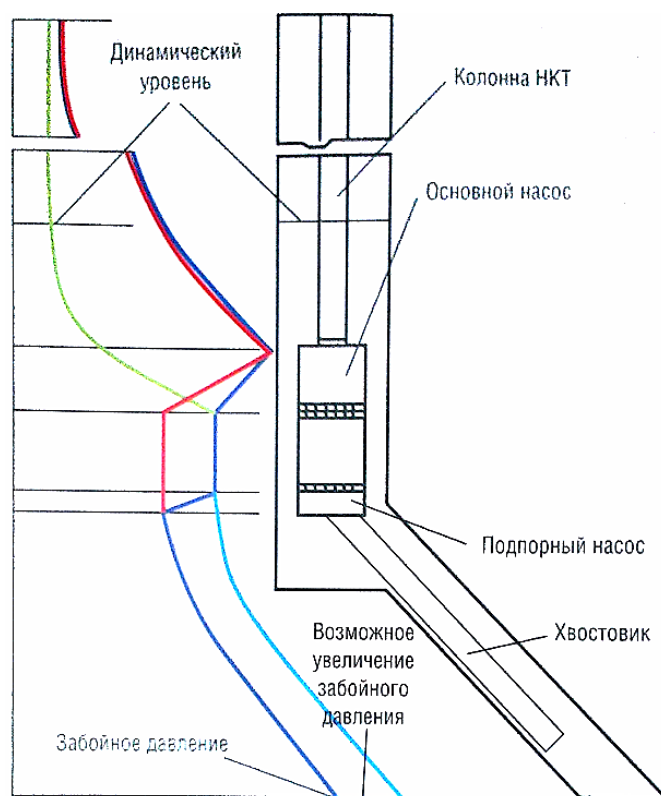 Динамический
уровень
Колонна НКТ
Основной насос
Подпорный насос
Хвостовик
Возможное
увеличение
забойного
давления
Забойное давление